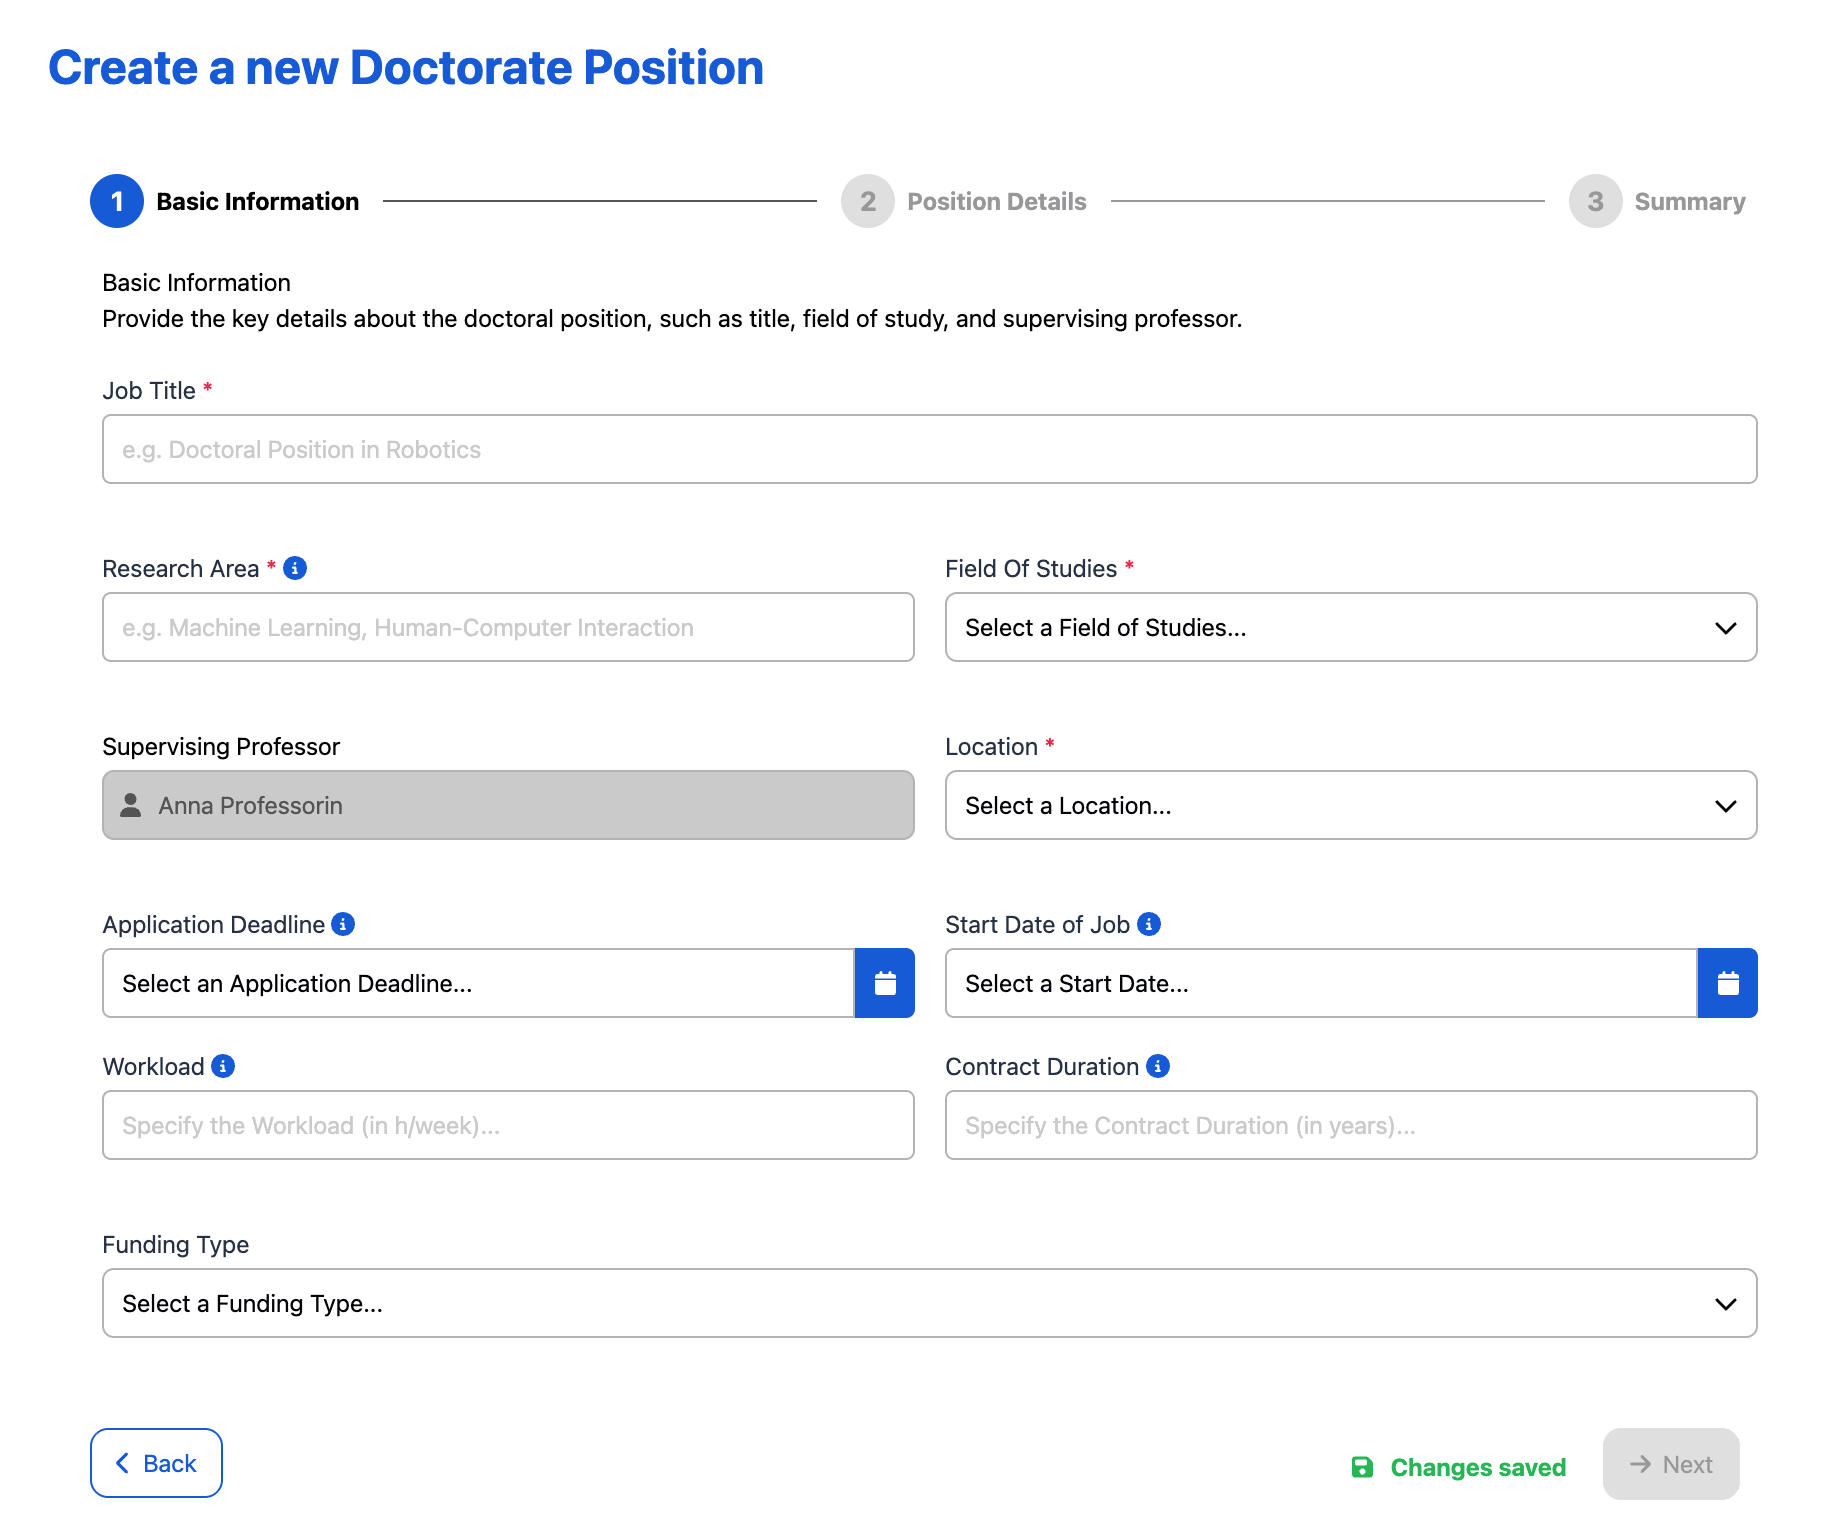 Create a new Doctorate Position
1 Basic Information 2 Position Details 3 Summary
Basic Information
Provide the key details about the doctoral position, such as title, field of study, and supervising professor.
Job Title *
e.g. Doctoral Position in Robotics
Research Area * i Field Of Studies *
e.g. Machine Learning, Human-Computer Interaction Select a Field of Studies...
Supervising Professor Location *
Anna Professorin Select a Location...
Application Deadline i Start Date of Job i
Select an Application Deadline... Select a Start Date...
Workload i Contract Duration i
Specify the Workload (in h/week)... Specify the Contract Duration (in years)...
Funding Type
Select a Funding Type...
Back Changes saved Next